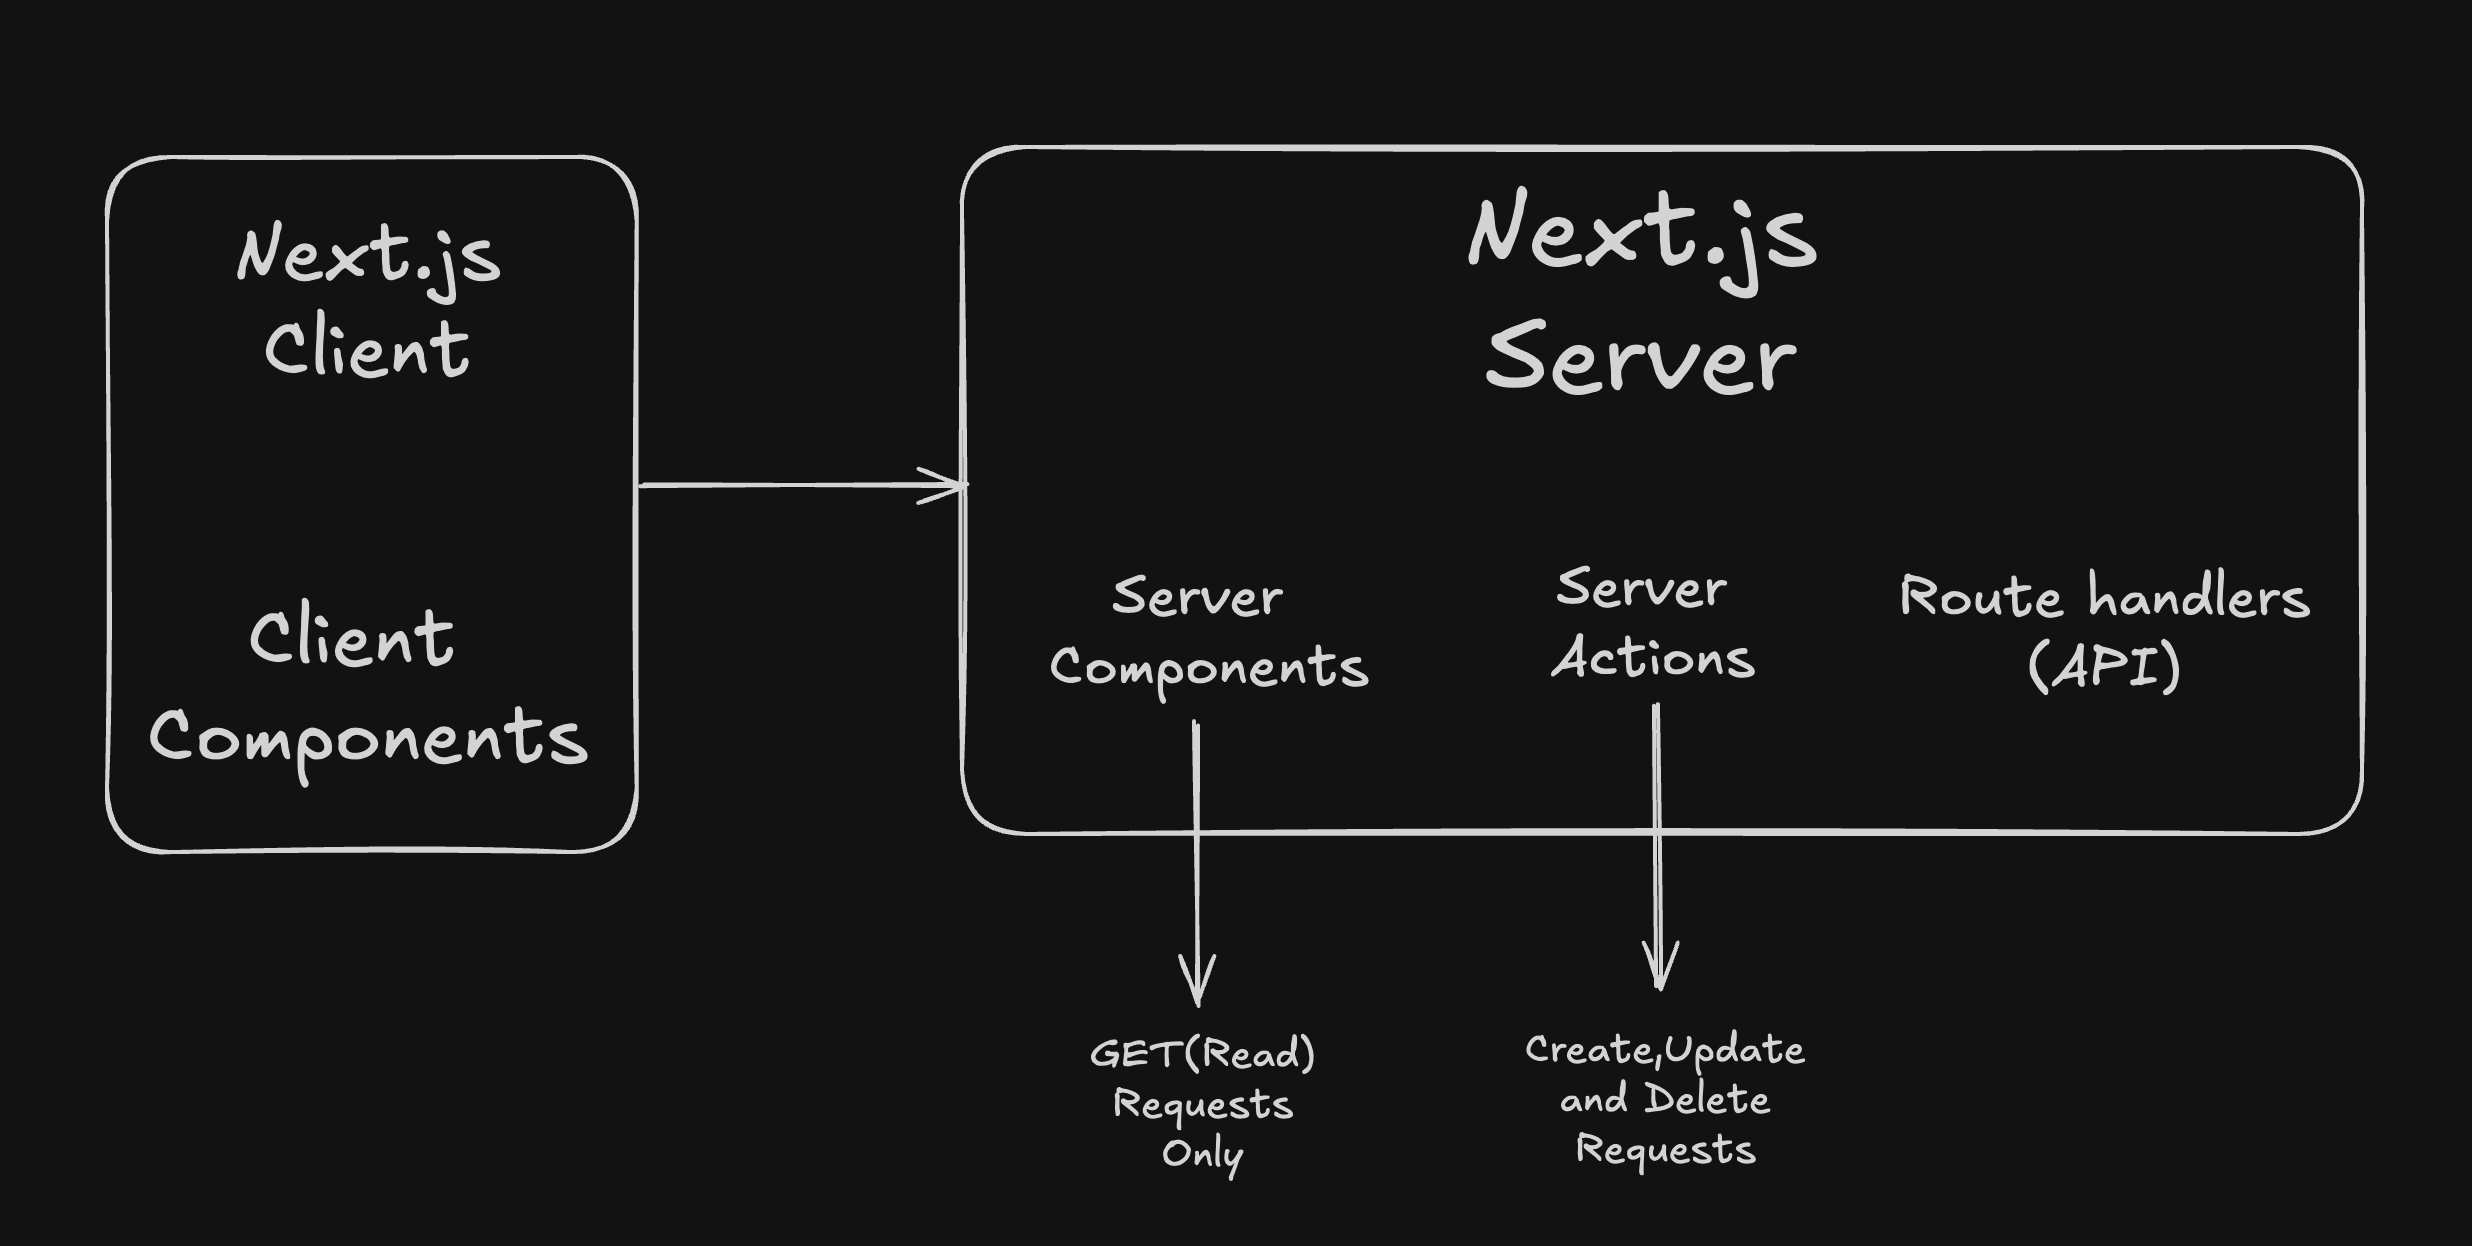 Next.js
Client
Client
Components
Next.js
Server
Server
Components
Server
Actions
Route handlers
(API)
GET(Read)
Requests
Only
Create,Update
and Delete
Requests